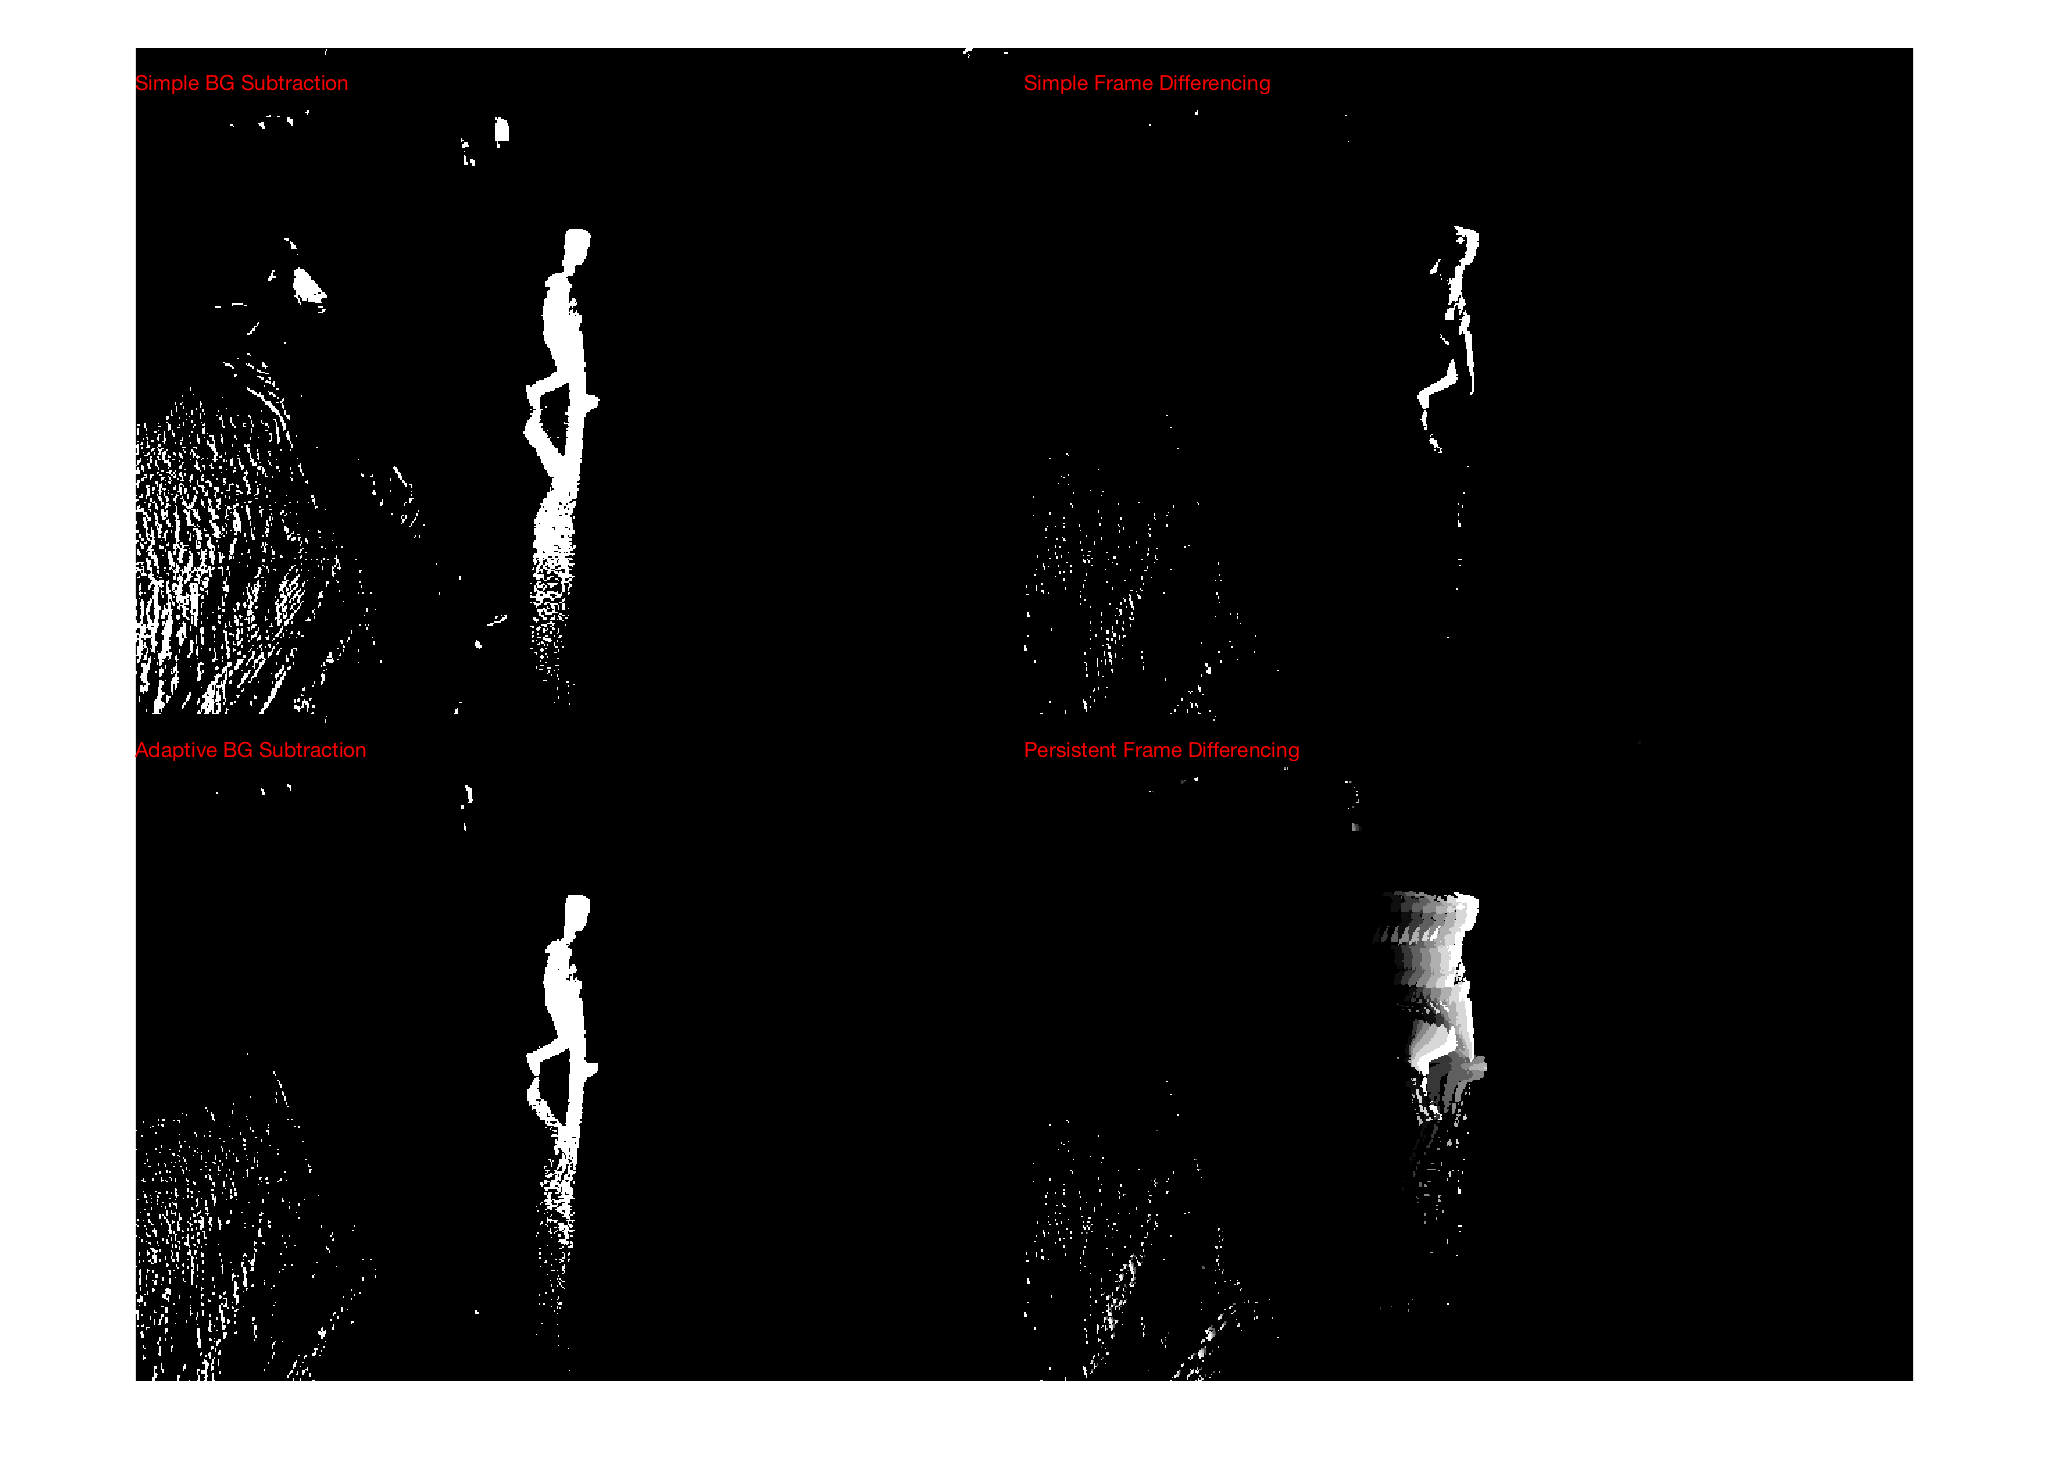 Simple BG Subtraction
Simple Frame Differencing
Adaptive BG Subtraction
Persistent Frame Differencing